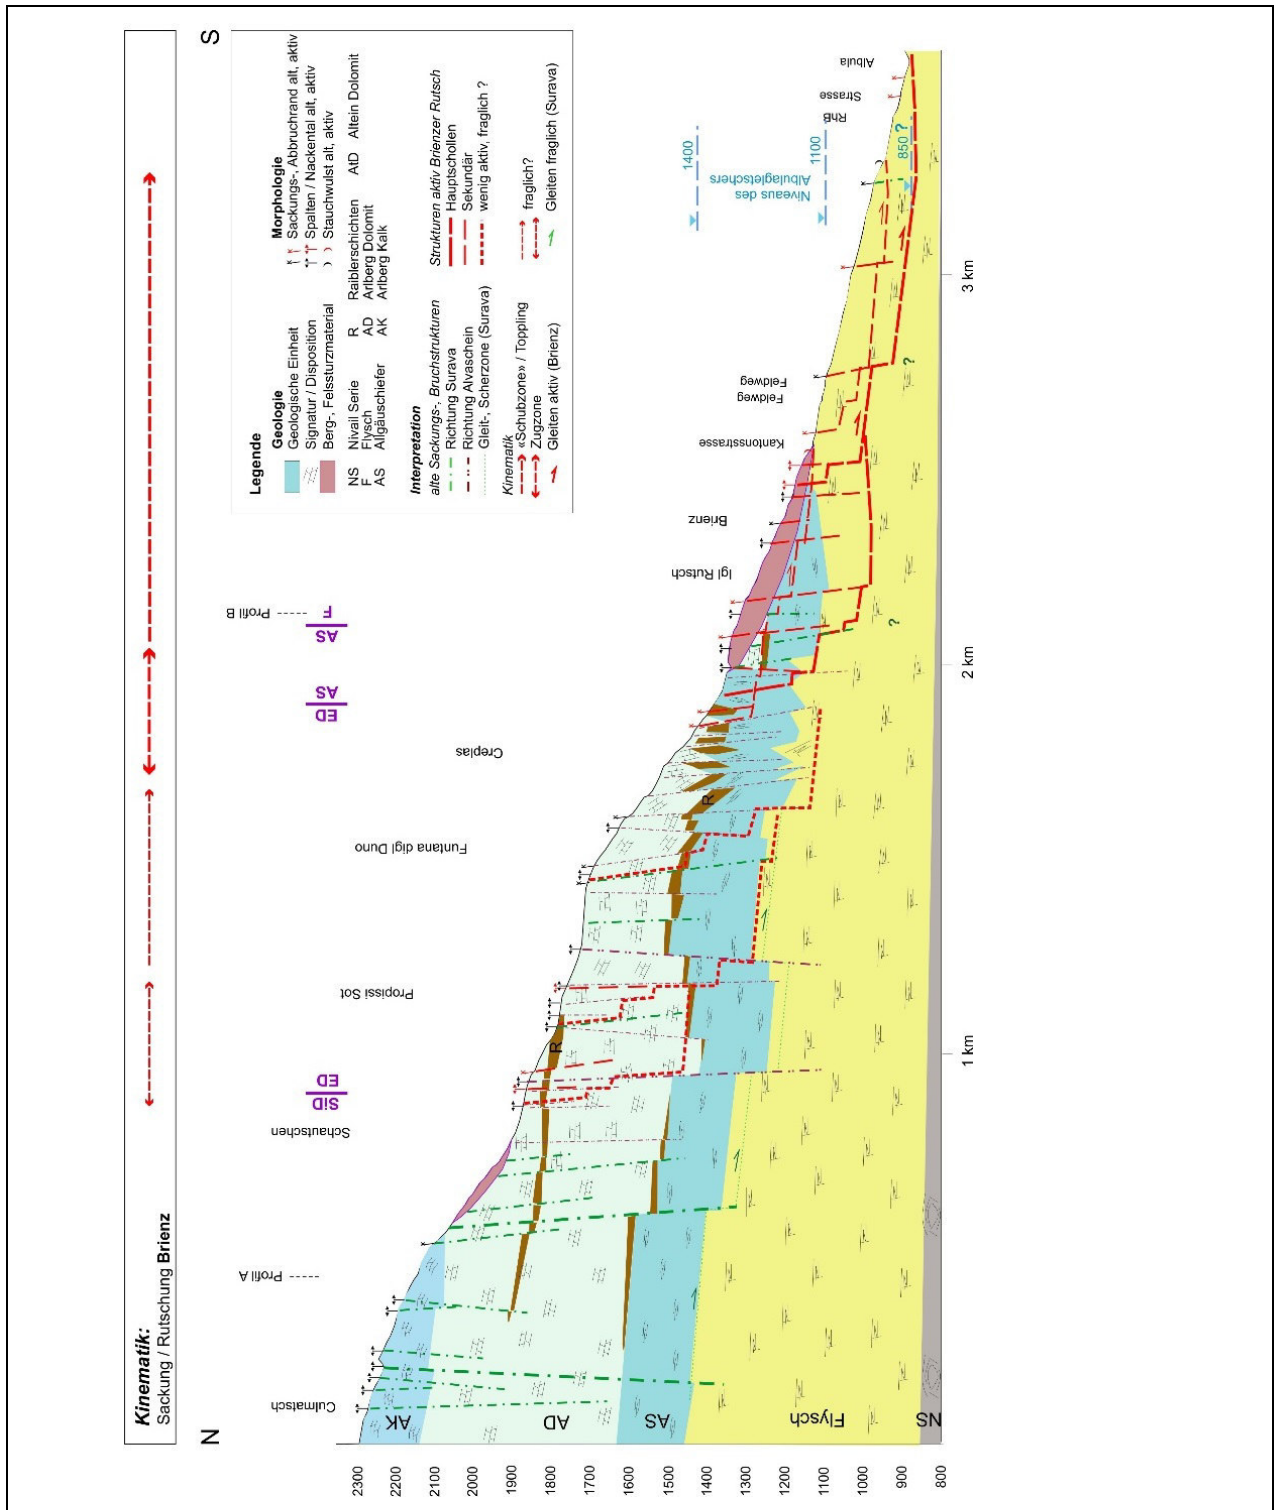 Kinematik:
Sackung / Rutschung Brienz
N
S
Legende
Geologie
Geologische Einheit
Signatur / Disposition
Berg-, Felssturzmaterial
Morphologie
Sackungs-, Abbruchrand alt, aktiv
Spalten / Nackental alt, aktiv
Stauchwulst alt, aktiv
NS Nivail Serie
F Flysch
AS Allgäuschiefer
R Raiblerschichten
AD Arlberg Dolomit
AK Arlberg Kalk
AtD Altein Dolomit
Interpretation
alte Sackungs-, Bruchstrukturen
Richtung Surava
Richtung Alvaschein
Gleit-, Scherzone (Surava)
Strukturen aktiv Brienzer Rutsch
Hauptschollen
Sekundär
wenig aktiv, fraglich ?
Kinematik
«Schubzone» / Toppling
Zugzone
Gleiten aktiv (Brienz)
fraglich?
Gleiten fraglich (Surava)
Profil A
Profil B
SiD
ED
ED
AS
AS
F
Culmatsch
Schautschen
Propissi Sot
Funtana digl Duno
Creplas
Igl Rutsch
Brienz
Kantonsstrasse
Feldweg
Feldweg
RhB
Strasse
Albula
Niveaus des
Albulagletschers
1400
1100
850 ?
AK
AD
AS
Flysch
NS
R
R
?
?
2300
2200
2100
2000
1900
1800
1700
1600
1500
1400
1300
1200
1100
1000
900
800
1 km
2 km
3 km